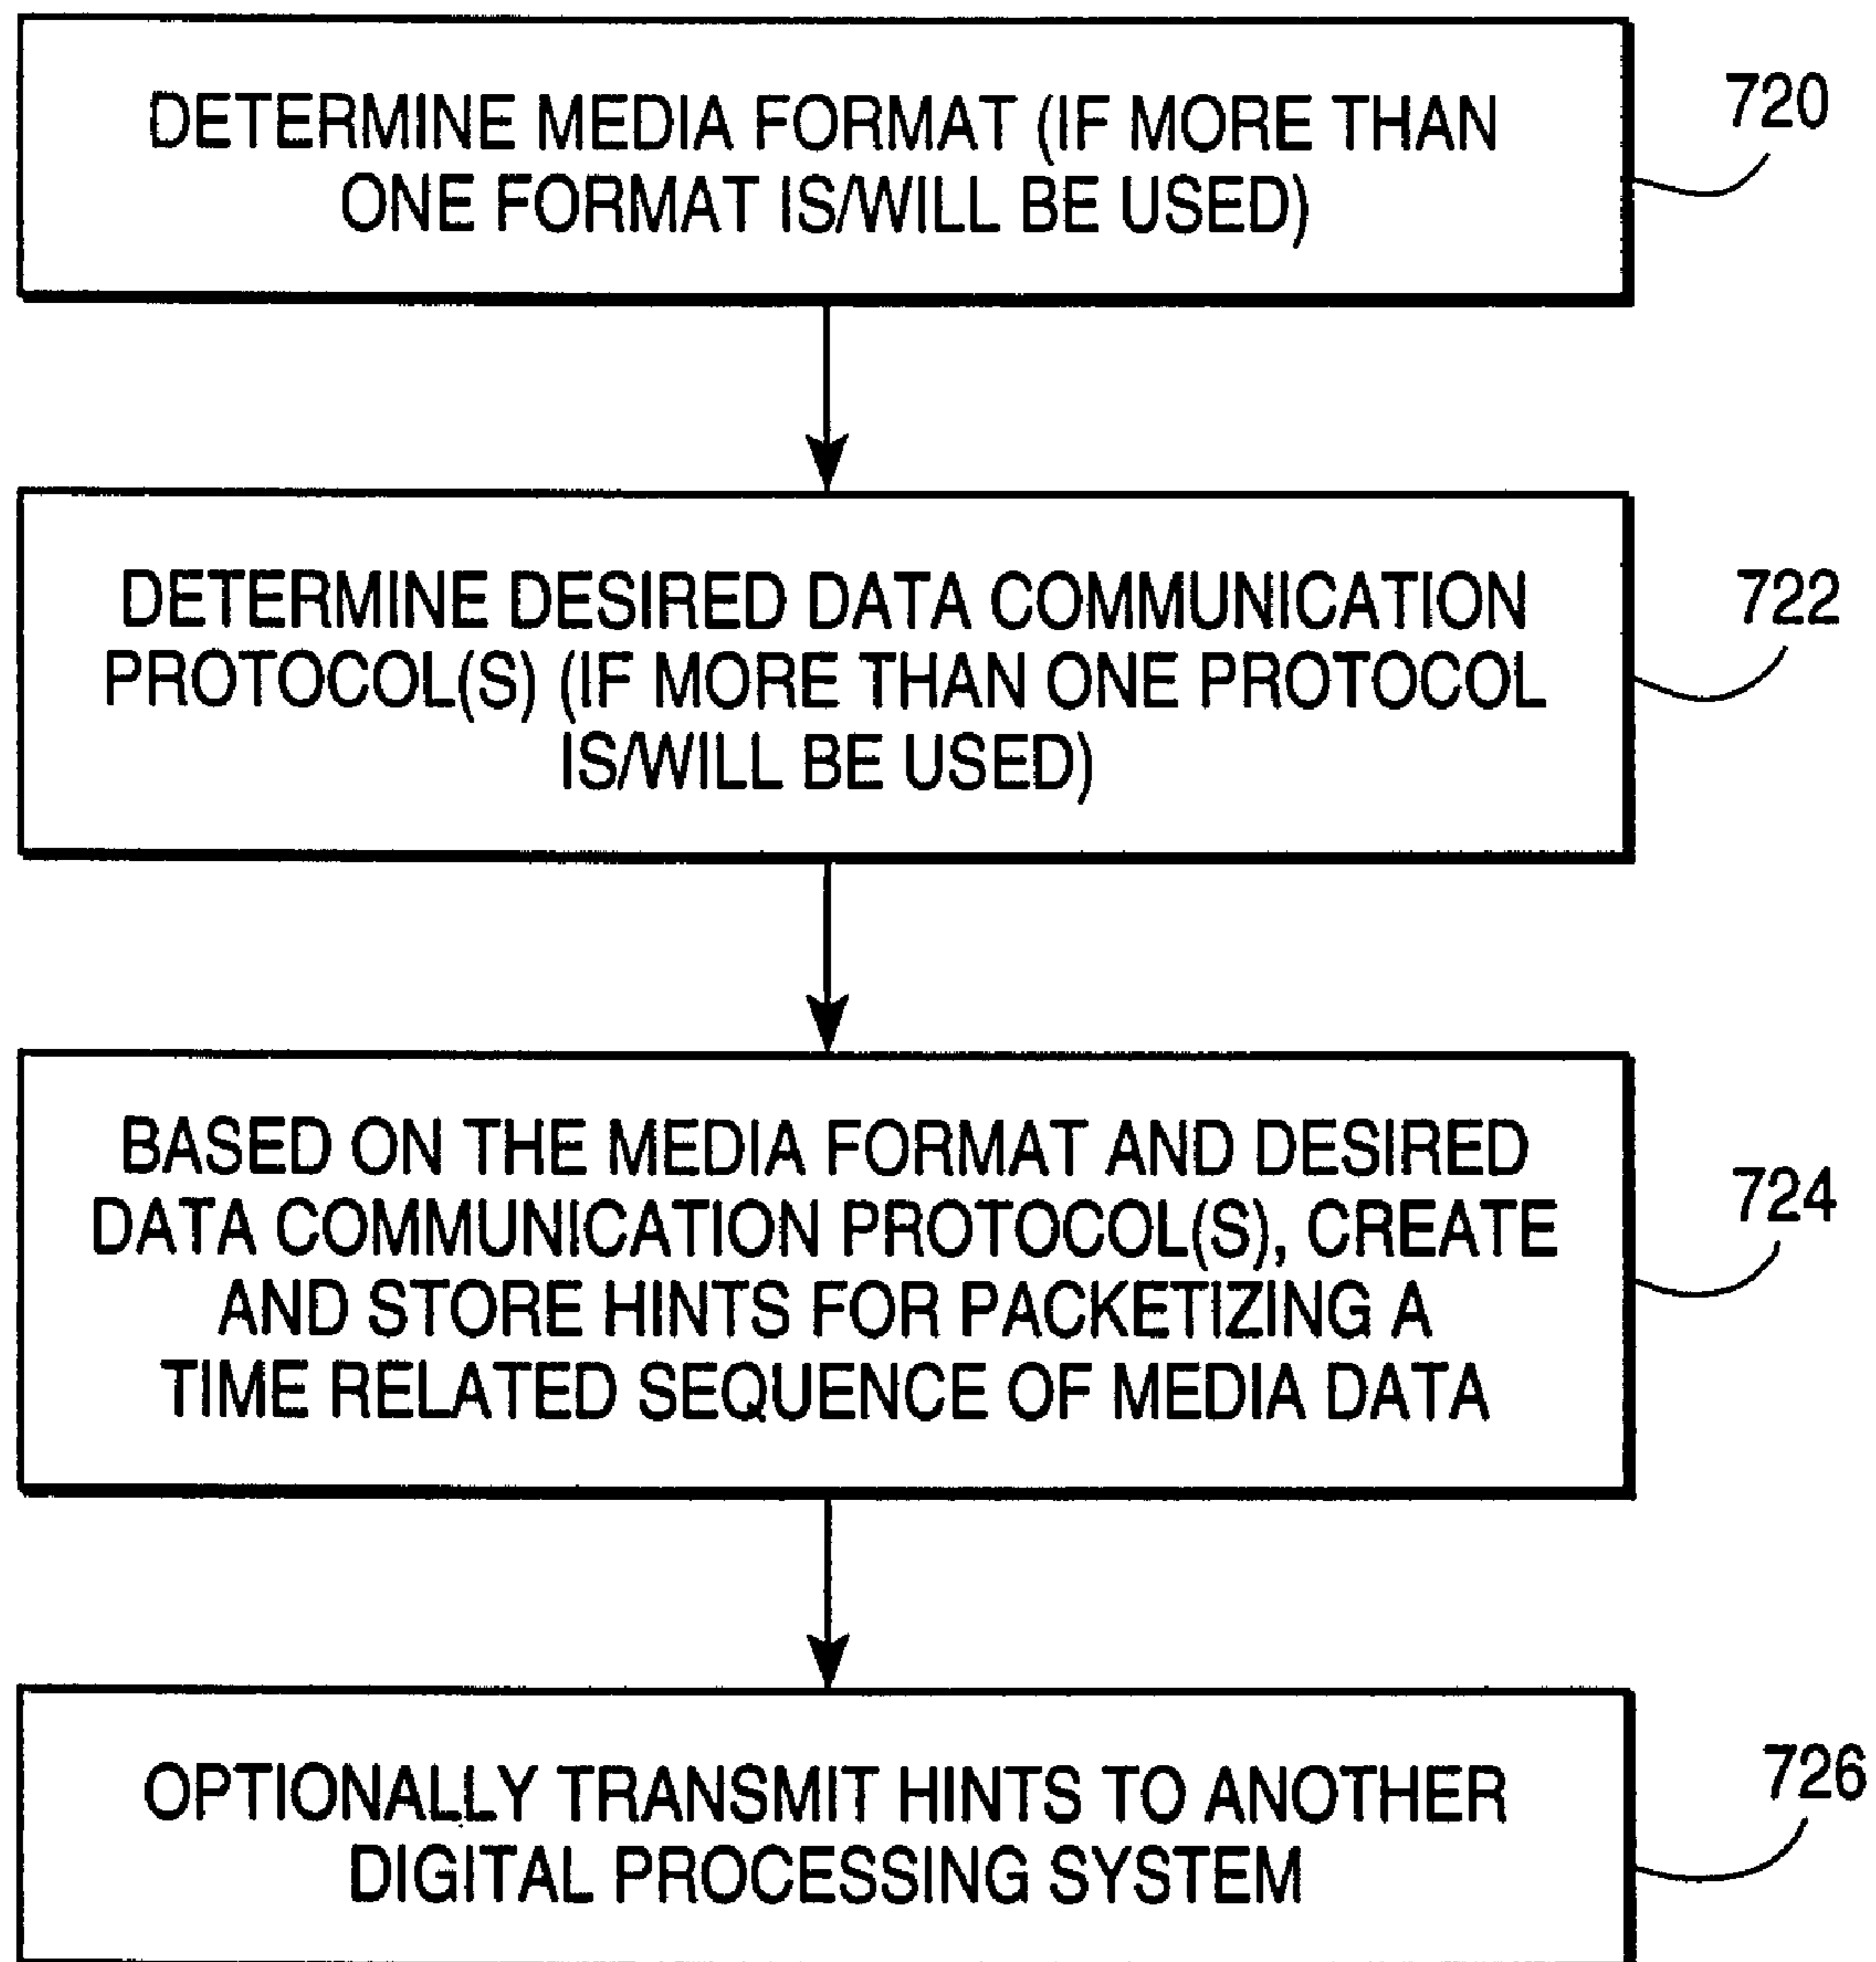 DETERMINE MEDIA FORMAT (IF MORE THAN
ONE FORMAT IS/WILL BE USED)
720
DETERMINE DESIRED DATA COMMUNICATION
PROTOCOL(S) (IF MORE THAN ONE PROTOCOL
IS/WILL BE USED)
722
BASED ON THE MEDIA FORMAT AND DESIRED
DATA COMMUNICATION PROTOCOL(S), CREATE
AND STORE HINTS FOR PACKETIZING A
TIME RELATED SEQUENCE OF MEDIA DATA
724
OPTIONALLY TRANSMIT HINTS TO ANOTHER
DIGITAL PROCESSING SYSTEM
726